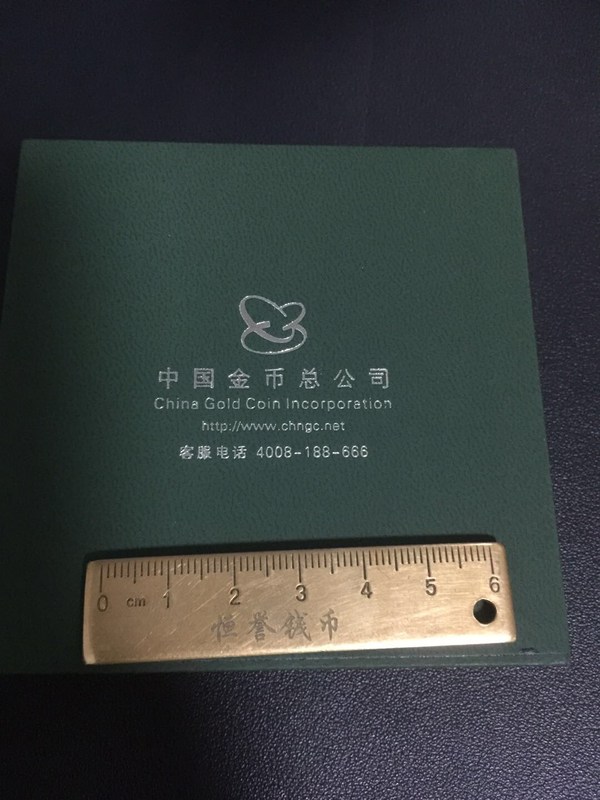 中国金币总公司
China Gold Coin Incorporation
http://www.chngc.net
客服电话 4008-188-666
0 cm 1 2 3 4 5 6
恒誉钱币